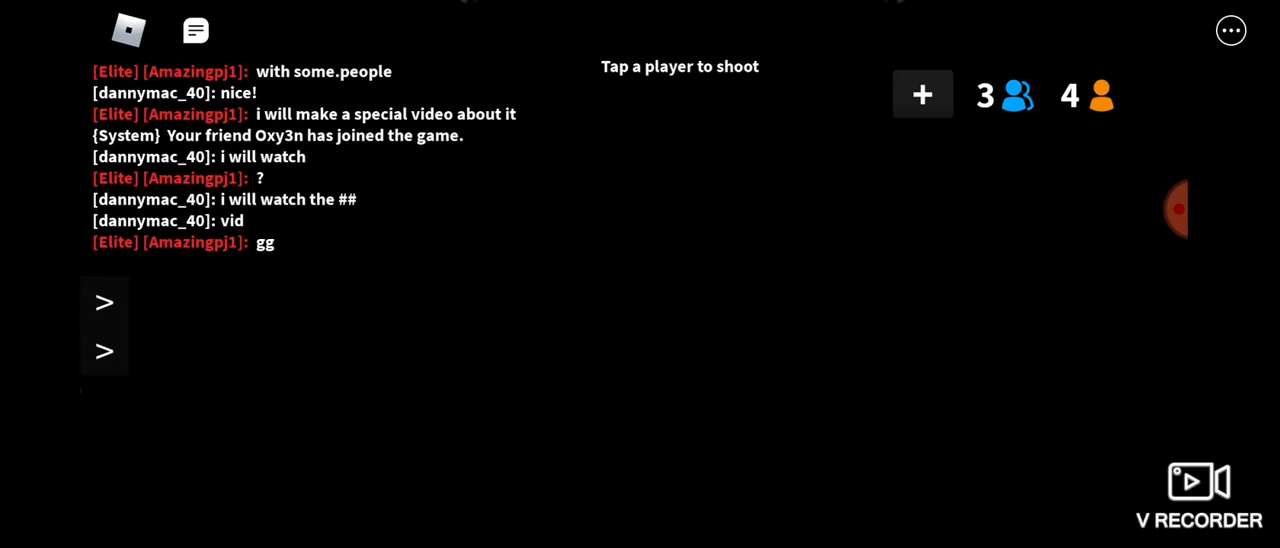 [Elite] [Amazingpj1]: with some.people
[dannymac_40]: nice!
[Elite] [Amazingpj1]: i will make a special video about it
{System} Your friend Oxy3n has joined the game.
[dannymac_40]: i will watch
[Elite] [Amazingpj1]: ?
[dannymac_40]: i will watch the ##
[dannymac_40]: vid
[Elite] [Amazingpj1]: gg
Tap a player to shoot
+ 3 4
>
>
V RECORDER